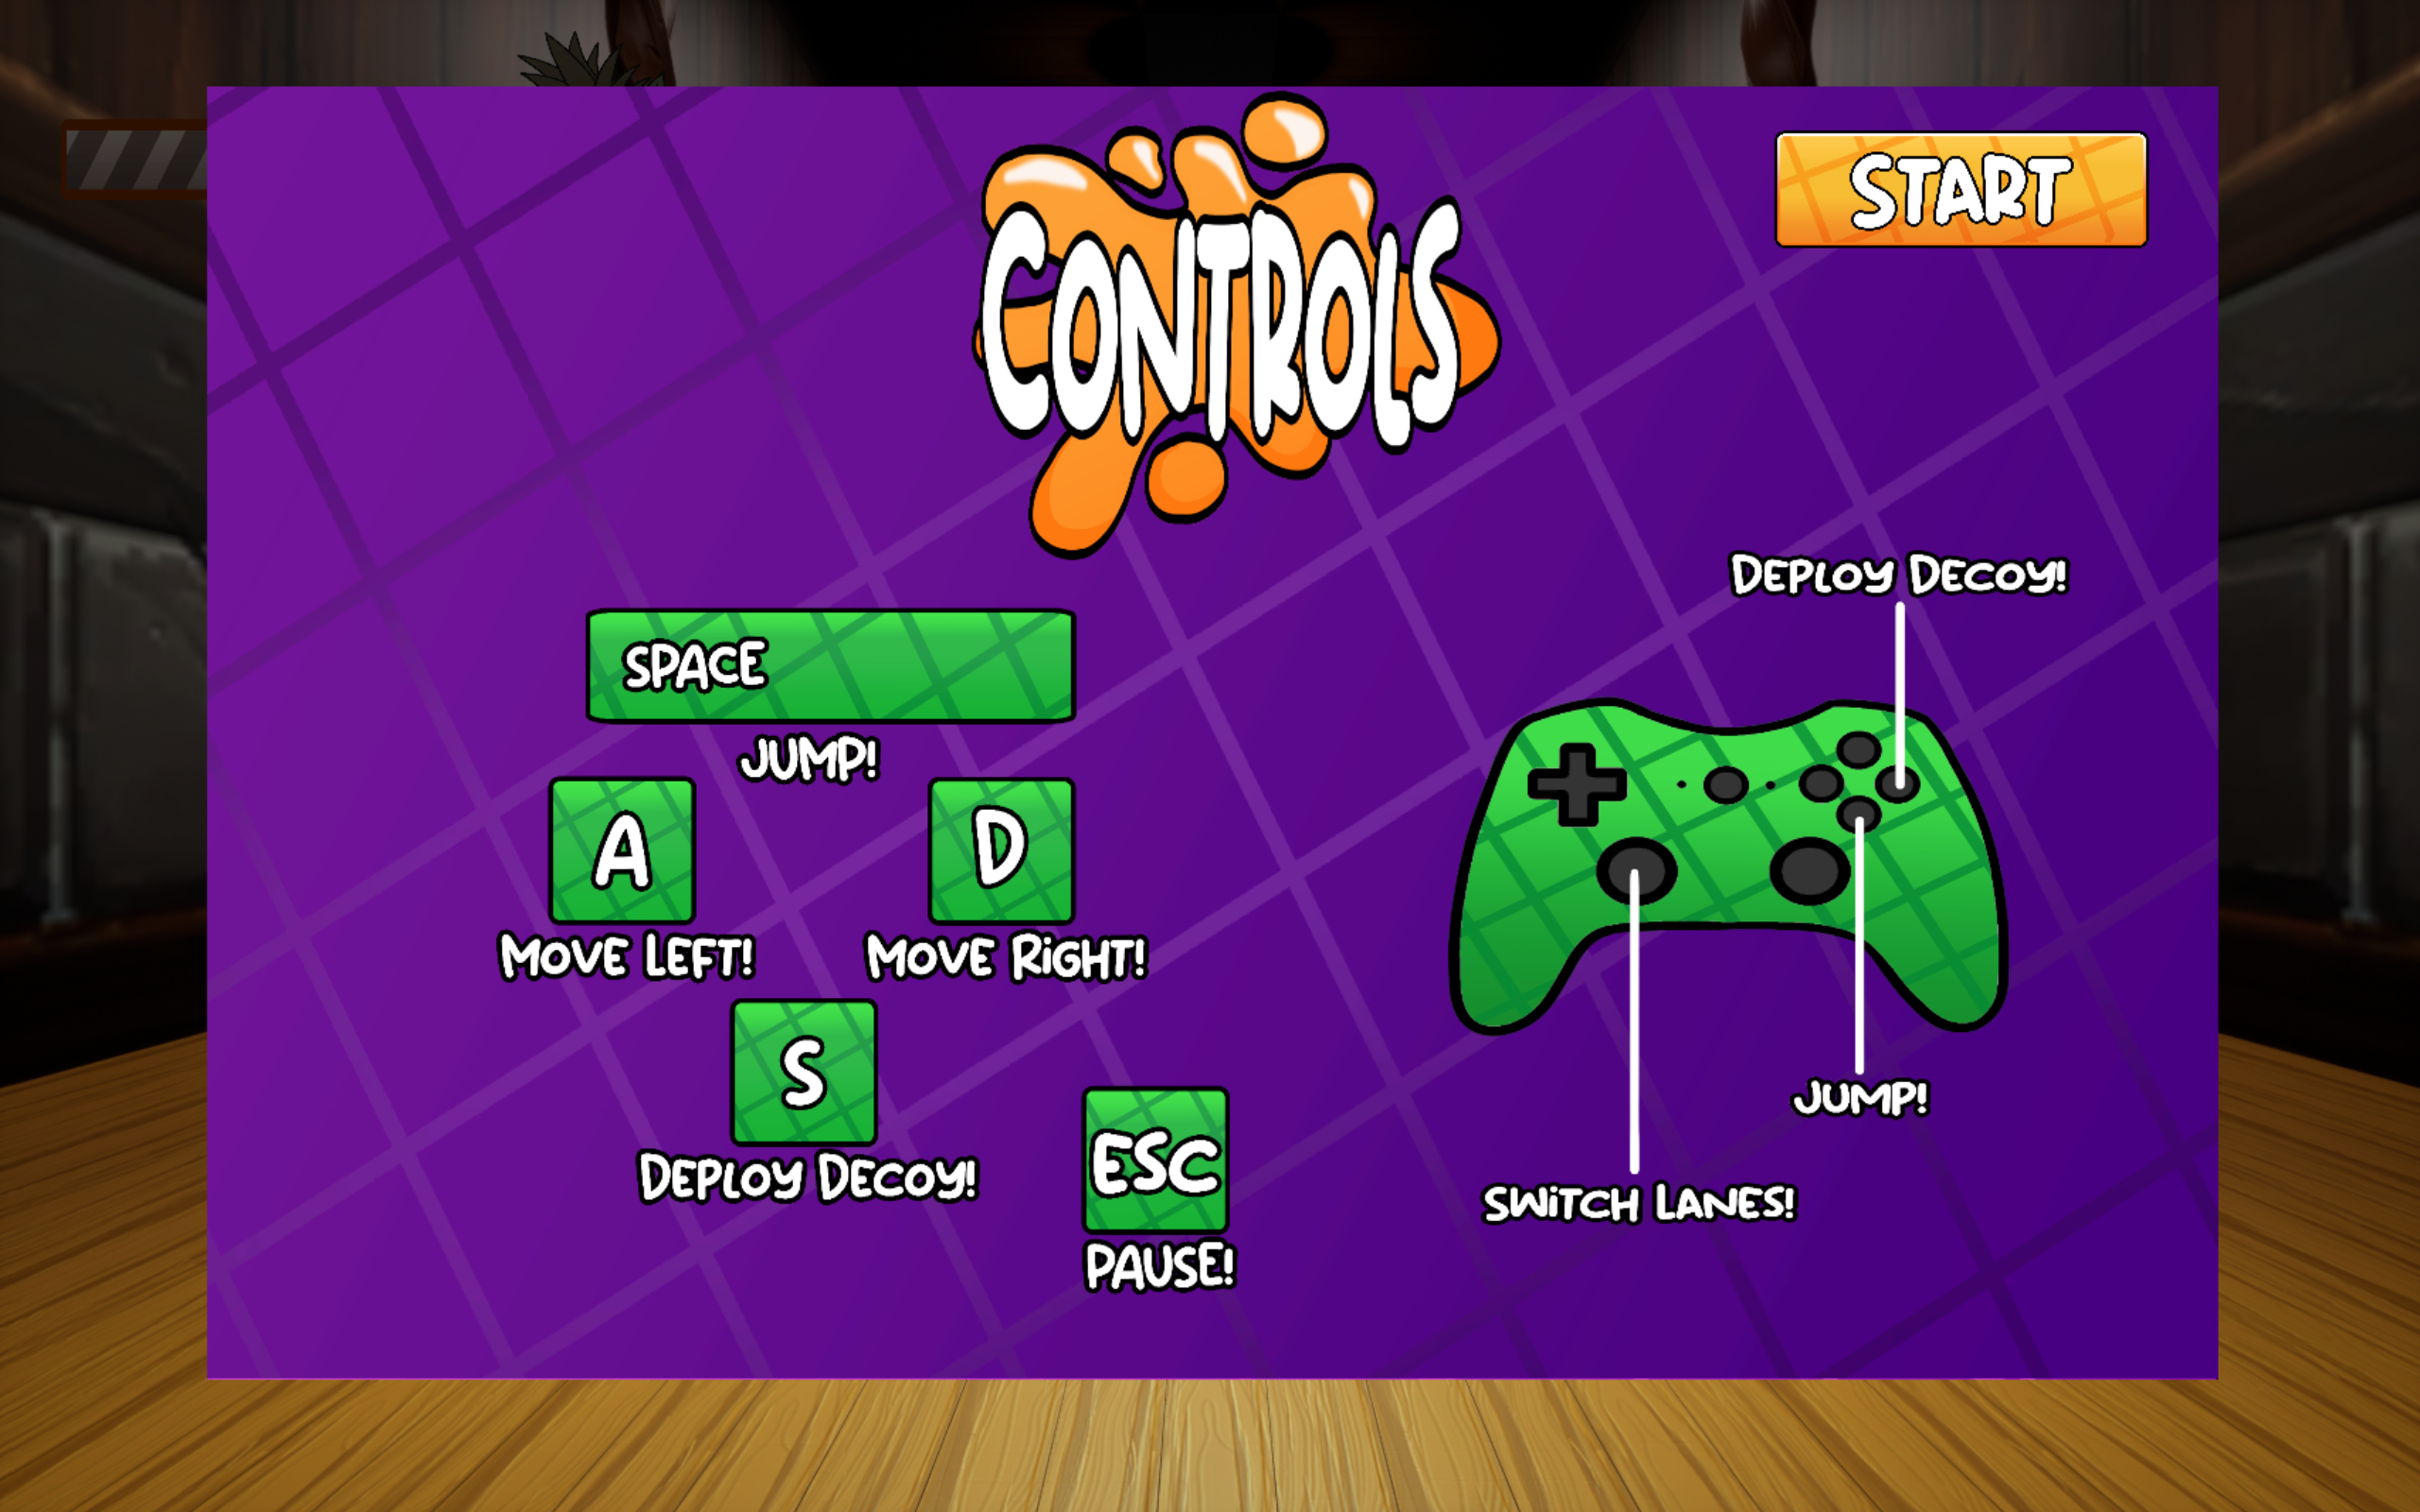 CONTROLS
START
SPACE
JUMP!
A
D
MOVE LEFT!
MOVE RIGHT!
S
DEPLOY DECOY!
ESC
PAUSE!
DEPLOY DECOY!
JUMP!
SWITCH LANES!